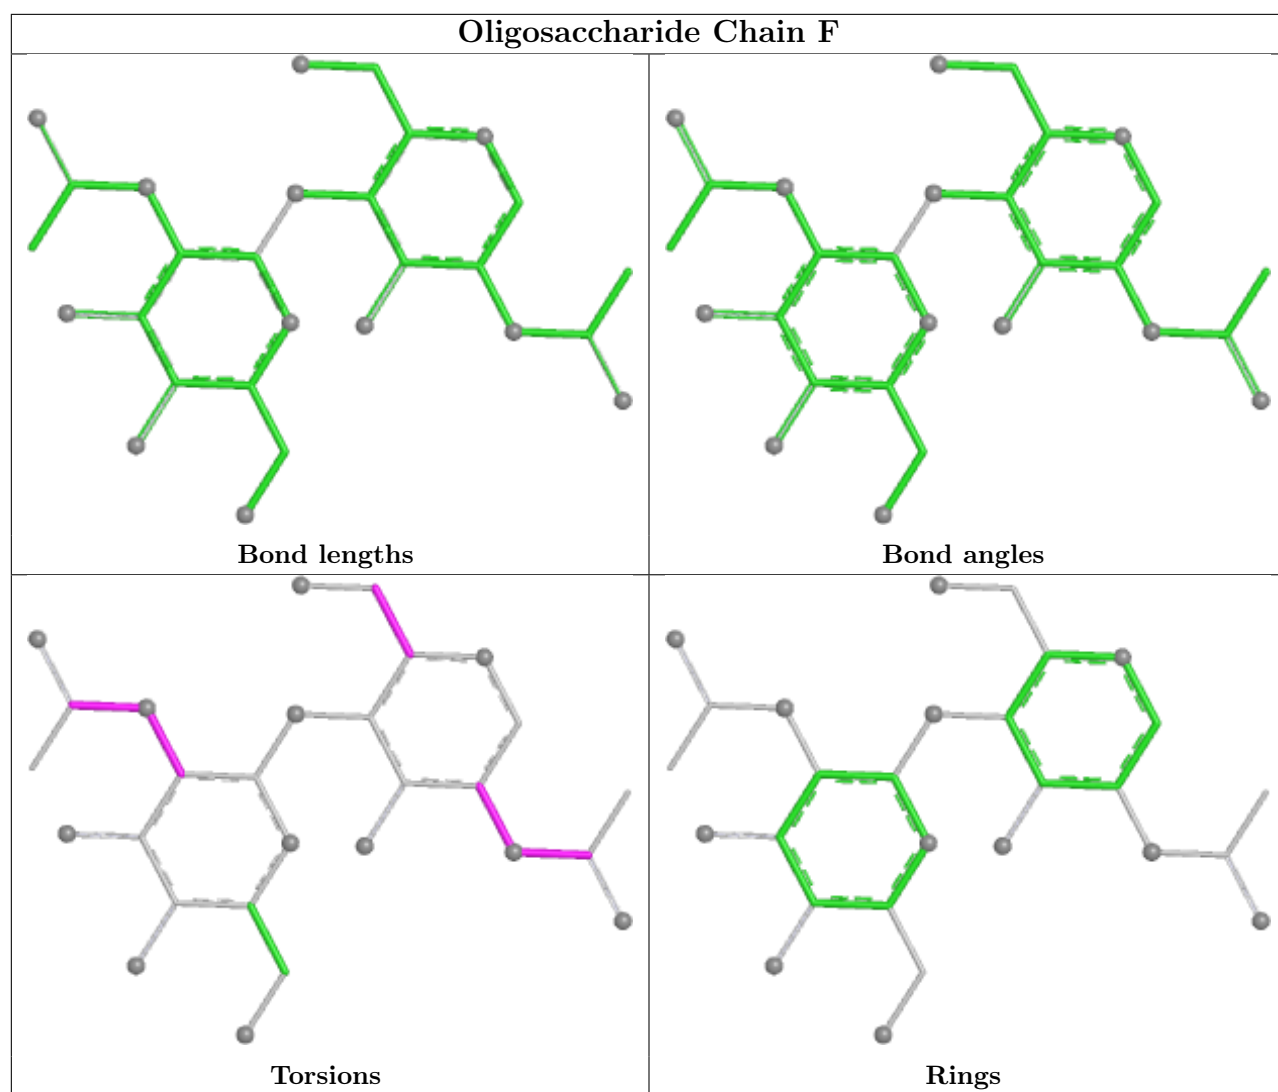 Oligosaccharide Chain F
Bond lengths
Bond angles
Torsions
Rings